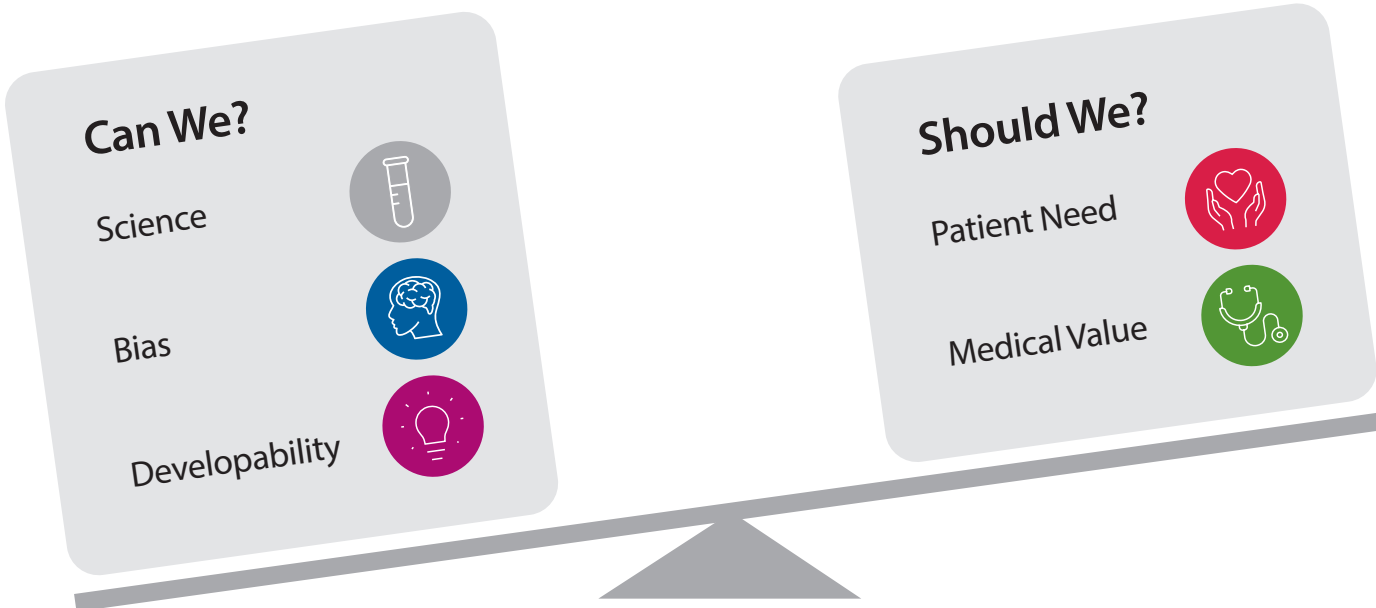 Can We?
Science
Bias
Developability
Should We?
Patient Need
Medical Value